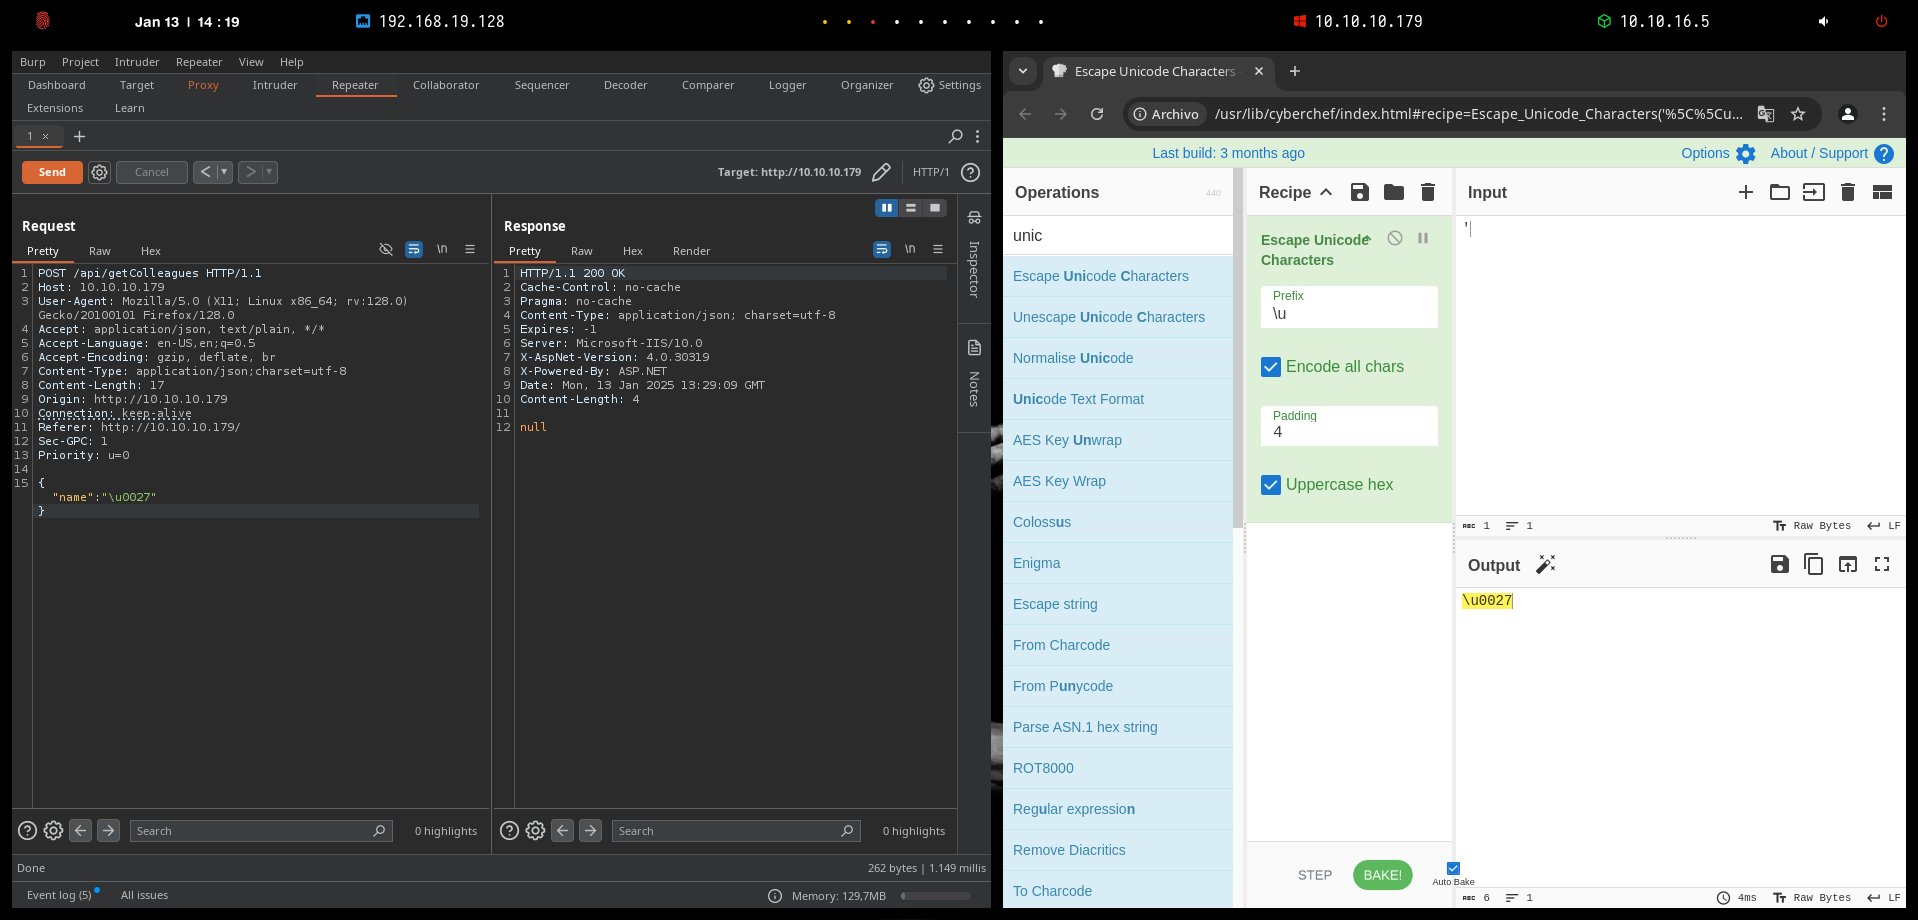 Jan 13 | 14 : 19
192.168.19.128
10.10.10.179
10.10.16.5
Burp Project Intruder Repeater View Help
Dashboard Target Proxy Intruder Repeater Collaborator Sequencer Decoder Comparer Logger Organizer Settings
Extensions Learn
1 ×
Send Cancel < >
Target: http://10.10.10.179 HTTP/1
Request
Pretty Raw Hex \n
1 POST /api/getColleagues HTTP/1.1
2 Host: 10.10.10.179
3 User-Agent: Mozilla/5.0 (X11; Linux x86_64; rv:128.0)
Gecko/20100101 Firefox/128.0
4 Accept: application/json, text/plain, */*
5 Accept-Language: en-US,en;q=0.5
6 Accept-Encoding: gzip, deflate, br
7 Content-Type: application/json;charset=utf-8
8 Content-Length: 17
9 Origin: http://10.10.10.179
10 Connection: keep-alive
11 Referer: http://10.10.10.179/
12 Sec-GPC: 1
13 Priority: u=0
14
15 {
"name":"\u0027"
}
Search
0 highlights
Response
Pretty Raw Hex Render \n
1 HTTP/1.1 200 OK
2 Cache-Control: no-cache
3 Pragma: no-cache
4 Content-Type: application/json; charset=utf-8
5 Expires: -1
6 Server: Microsoft-IIS/10.0
7 X-AspNet-Version: 4.0.30319
8 X-Powered-By: ASP.NET
9 Date: Mon, 13 Jan 2025 13:29:09 GMT
10 Content-Length: 4
11
12 null
Search
0 highlights
Inspector
Notes
Done
262 bytes | 1.149 millis
Event log (5) All issues
Memory: 129,7MB
Escape Unicode Characters
Archivo
/usr/lib/cyberchef/index.html#recipe=Escape_Unicode_Characters('%5C%5Cu...
Last build: 3 months ago
Options
About / Support
Operations 440
unic
Escape Unicode Characters
Unescape Unicode Characters
Normalise Unicode
Unicode Text Format
AES Key Unwrap
AES Key Wrap
Colossus
Enigma
Escape string
From Charcode
From Punycode
Parse ASN.1 hex string
ROT8000
Regular expression
Remove Diacritics
To Charcode
Recipe
Escape Unicode
Characters
Prefix
\u
Encode all chars
Padding
4
Uppercase hex
STEP
BAKE!
Auto Bake
Input
'
ABC 1 1
Tт Raw Bytes LF
Output
\u0027
ABC 6 1
4ms Tт Raw Bytes LF